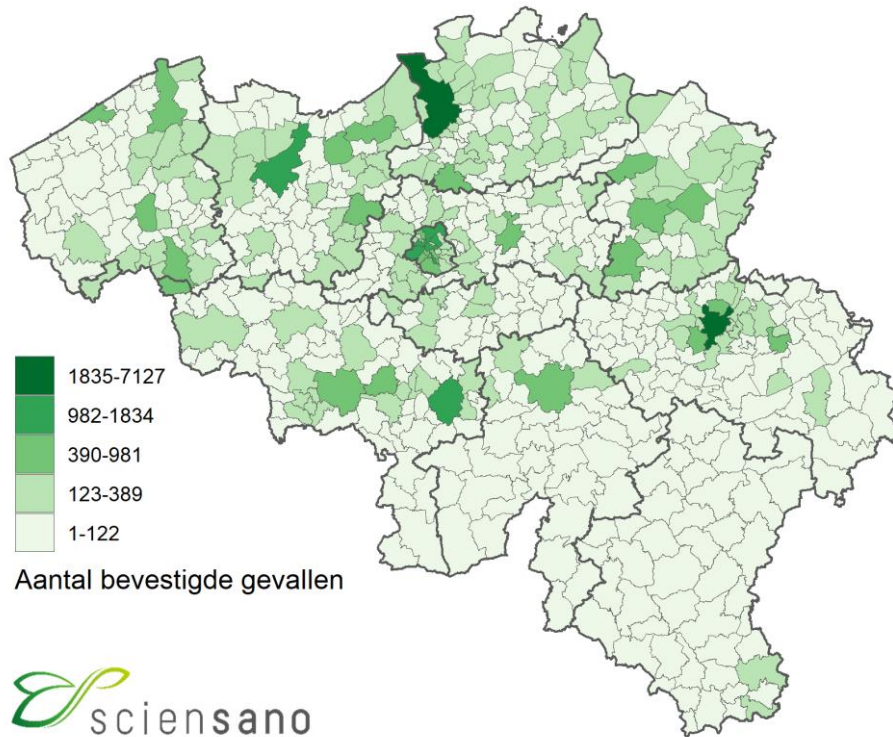 1835-7127
982-1834
390-981
123-389
1-122
Aantal bevestigde gevallen
sciensano